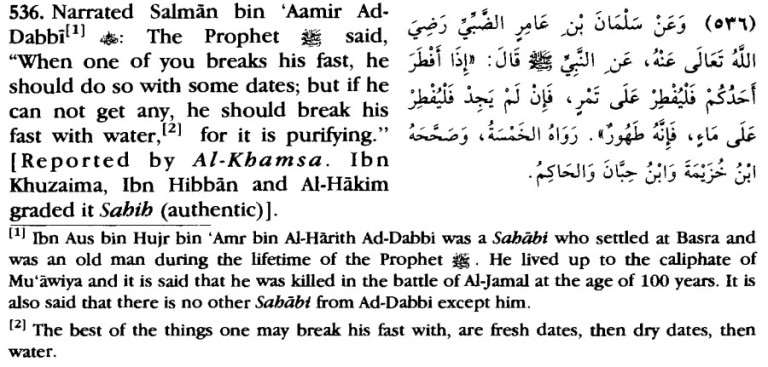 536. Narrated Salmān bin ‘Aamir Ad-
Dabbī[1] ؓ: The Prophet ﷺ said,
“When one of you breaks his fast, he
should do so with some dates; but if he
can not get any, he should break his
fast with water,[2] for it is purifying.”
[Reported by Al-Khamsa. Ibn
Khuzaima, Ibn Hibbān and Al-Hākim
graded it Sahih (authentic)].
(٥٣٦) وَعَنْ سَلْمَانَ بْنِ عَامِرٍ الضَّبِّيِّ رَضِيَ
اللَّهُ تَعَالَى عَنْهُ، عَنِ النَّبِيِّ ﷺ قَالَ: «إِذَا أَفْطَرَ
أَحَدُكُمْ فَلْيُفْطِرْ عَلَى تَمْرٍ، فَإِنْ لَمْ يَجِدْ فَلْيُفْطِرْ
عَلَى مَاءٍ، فَإِنَّهُ طَهُورٌ». رَوَاهُ الْخَمْسَةُ، وَصَحَّحَهُ
ابْنُ خُزَيْمَةَ وَابْنُ حِبَّانَ وَالْحَاكِمُ.
[1] Ibn Aus bin Hujr bin ‘Amr bin Al-Hārith Ad-Dabbi was a Sahābi who settled at Basra and
was an old man during the lifetime of the Prophet ﷺ. He lived up to the caliphate of
Mu‘āwiya and it is said that he was killed in the battle of Al-Jamal at the age of 100 years. It is
also said that there is no other Sahābi from Ad-Dabbi except him.
[2] The best of the things one may break his fast with, are fresh dates, then dry dates, then
water.